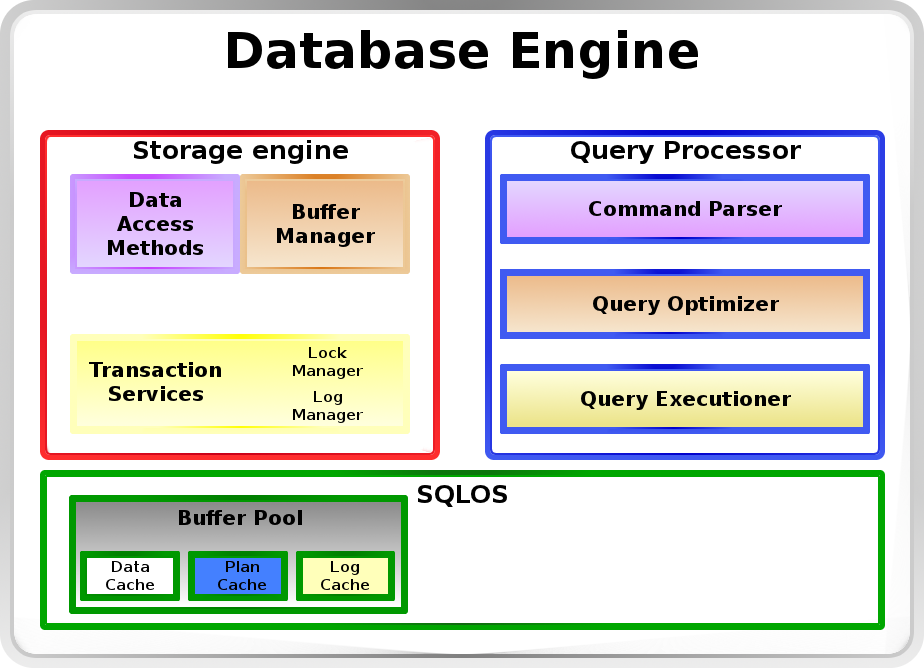 Database Engine
Storage engine
Data
Access
Methods
Buffer
Manager
Transaction
Services
Lock
Manager
Log
Manager
Query Processor
Command Parser
Query Optimizer
Query Executioner
SQLOS
Buffer Pool
Data
Cache
Plan
Cache
Log
Cache